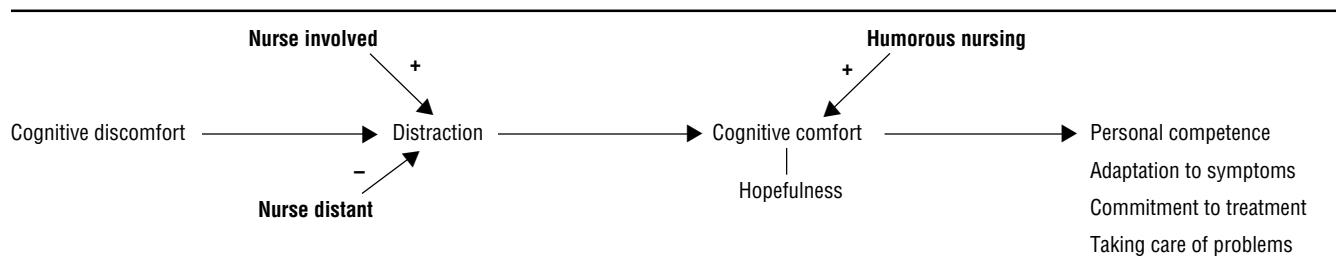 Nurse involved
Humorous nursing
+
+
Cognitive discomfort
Distraction
Cognitive comfort
Personal competence
–
Hopefulness
Adaptation to symptoms
Nurse distant
Commitment to treatment
Taking care of problems